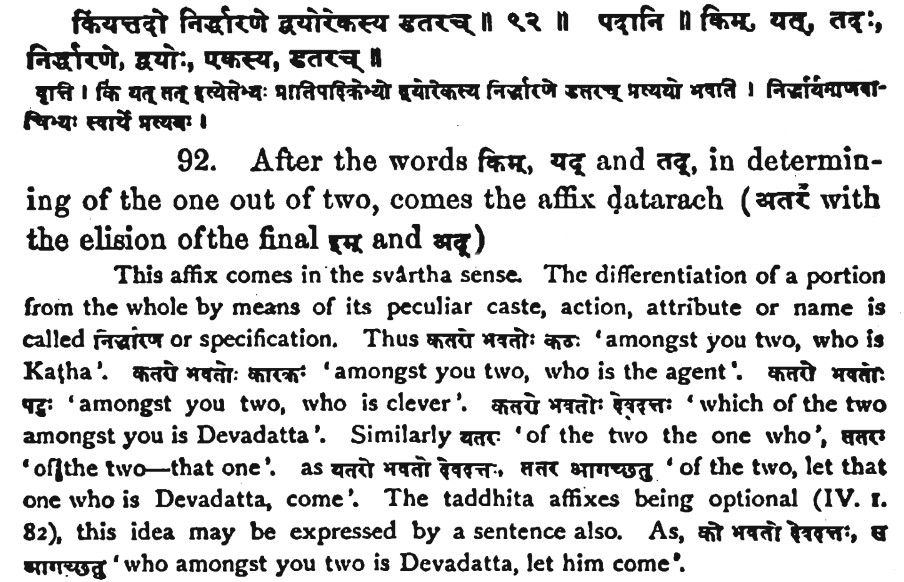 किंयत्तदो निर्द्धारणे द्वयोरेकस्य डतरच् ॥ ९२ ॥ पदानि ॥ किम्, यत्, तदः,
निर्द्धारणे, द्वयोः, एकस्य, डतरच् ॥
वृत्ति । किं यत् तत् इत्येतेभ्यः प्रातिपदिकेभ्यो द्वयोरेकस्य निर्द्धारणे डतरच् प्रत्ययो भवति । निर्द्धार्यमाणवा-
चिभ्यः स्वार्थे प्रत्ययः ।
92. After the words किम्, यद् and तद्, in determin-
ing of the one out of two, comes the affix ḍatarach (अतरँ with
the elision of the final इम् and अद्)
This affix comes in the svârtha sense. The differentiation of a portion
from the whole by means of its peculiar caste, action, attribute or name is
called निर्द्धारण or specification. Thus कतरो भवतोः कठः 'amongst you two, who is
Kaṭha'. कतरो भवतोः कारकः 'amongst you two, who is the agent'. कतरो भवतोः
पटुः 'amongst you two, who is clever'. कतरो भवतोः देवदत्तः 'which of the two
amongst you is Devadatta'. Similarly यतरः 'of the two the one who', ततरः
'of the two—that one'. as यतरो भवतो देवदत्तः, ततर आगच्छतु 'of the two, let that
one who is Devadatta, come'. The taddhita affixes being optional (IV. 1.
82), this idea may be expressed by a sentence also. As, को भवतो देवदत्तः, स
आगच्छतु 'who amongst you two is Devadatta, let him come'.